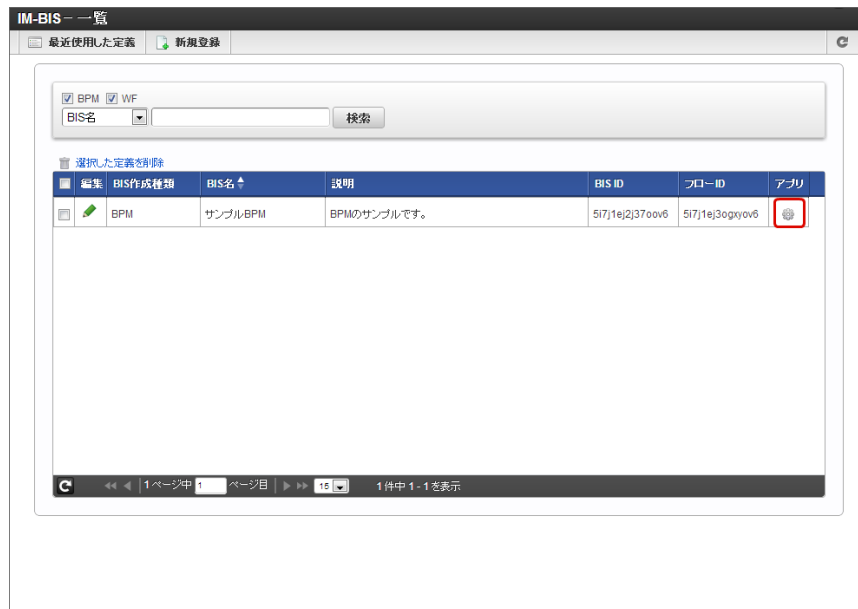 IM-BIS－一覧
最近使用した定義 新規登録
BPM WF
BIS名 検索
選択した定義を削除
編集 BIS作成種類 BIS名 説明 BIS ID フローID アプリ
BPM サンプルBPM BPMのサンプルです。 5i7j1ej2j37oov6 5i7j1ej3ogxyov6
1ページ中 1 ページ目 15 1件中 1 - 1 を表示